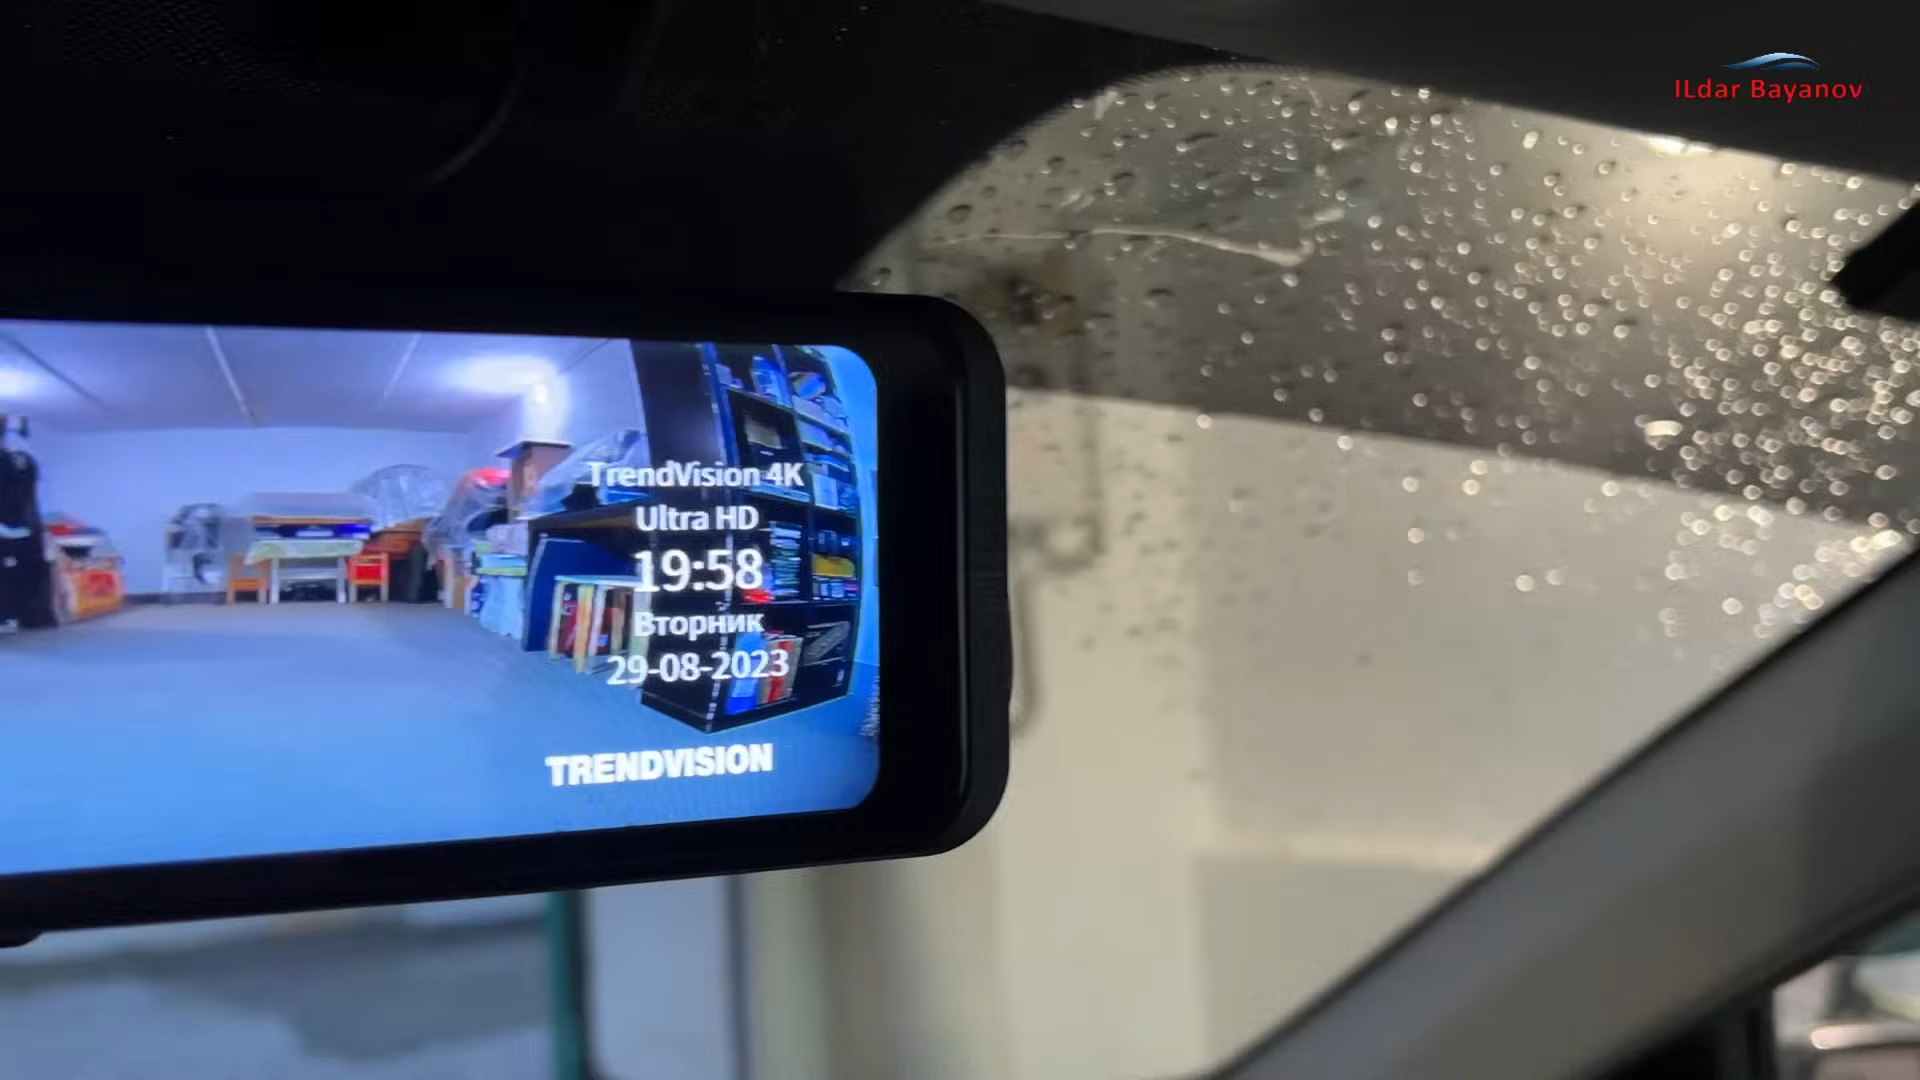 ILdar Bayanov
TrendVision 4K
Ultra HD
19:58
Вторник
29-08-2023
TRENDVISION